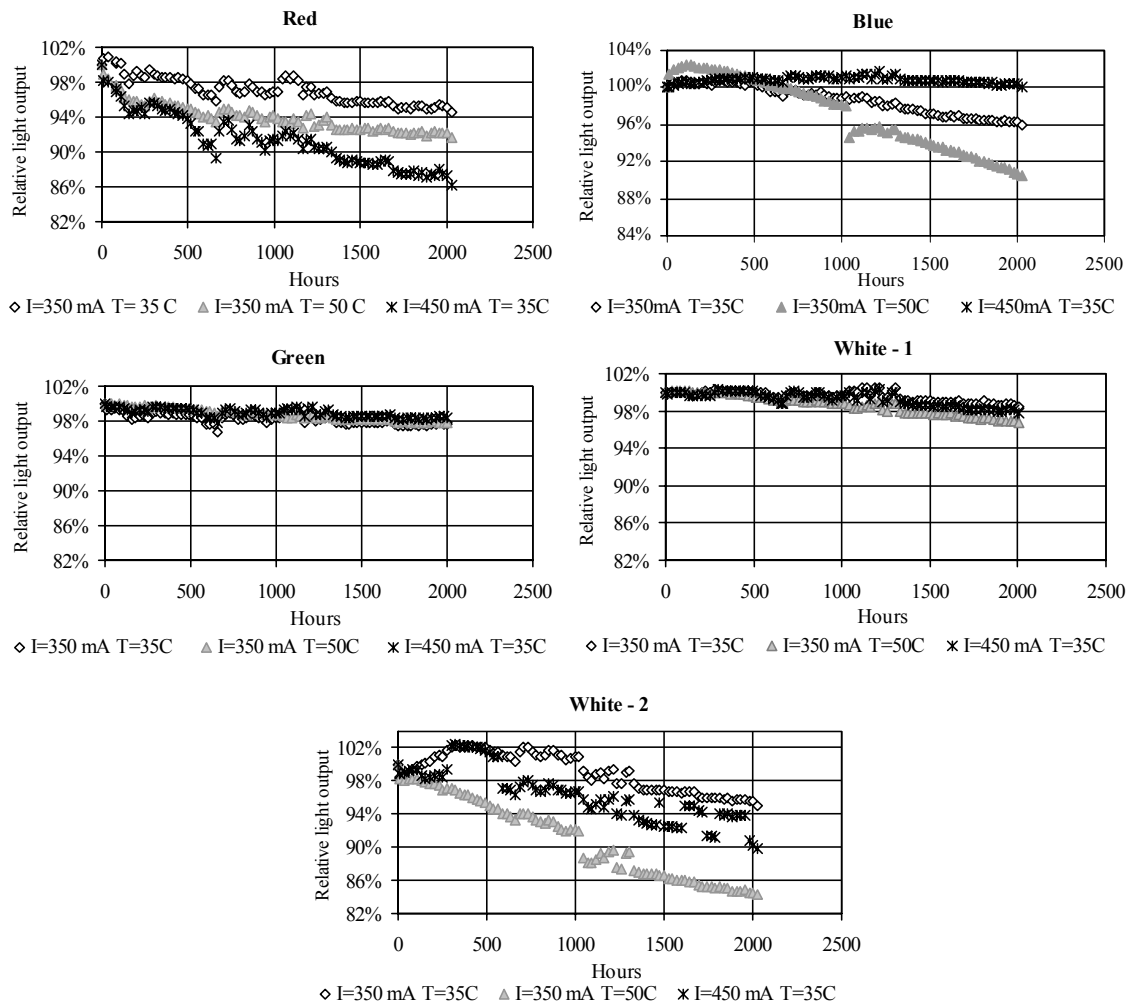 Red
Relative light output
102%
98%
94%
90%
86%
82%
0 500 1000 1500 2000 2500
Hours
I=350 mA T= 35 C I=350 mA T= 50 C I=450 mA T= 35C
Blue
Relative light output
104%
100%
96%
92%
88%
84%
0 500 1000 1500 2000 2500
Hours
I=350mA T=35C I=350mA T=50C I=450mA T=35C
Green
Relative light output
102%
98%
94%
90%
86%
82%
0 500 1000 1500 2000 2500
Hours
I=350 mA T=35C I=350 mA T=50C I=450 mA T=35C
White - 1
Relative light output
102%
98%
94%
90%
86%
82%
0 500 1000 1500 2000 2500
Hours
I=350 mA T=35C I=350 mA T=50C I=450 mA T=35C
White - 2
Relative light output
102%
98%
94%
90%
86%
82%
0 500 1000 1500 2000 2500
Hours
I=350 mA T=35C I=350 mA T=50C I=450 mA T=35C